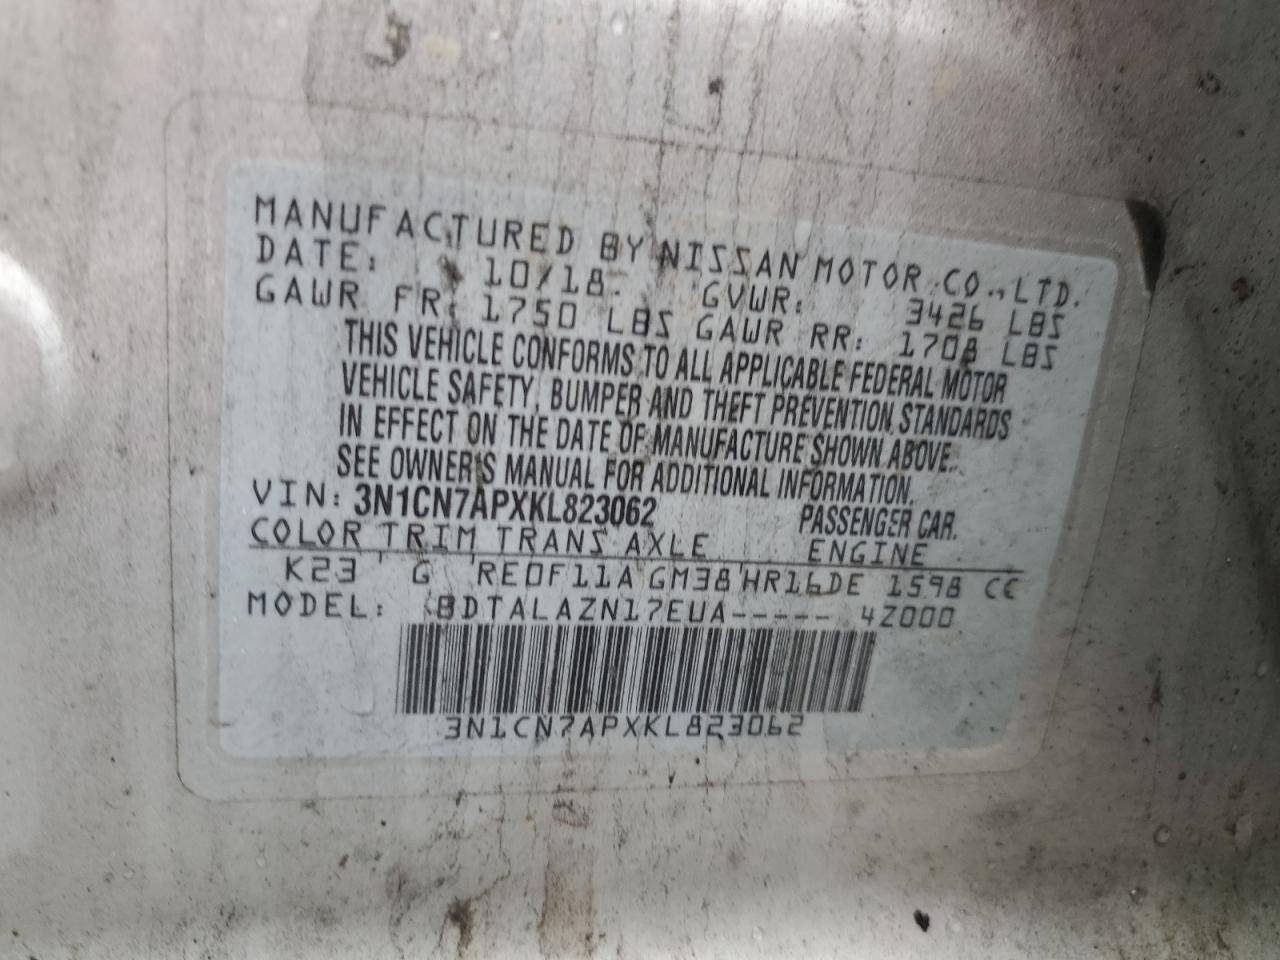 MANUFACTURED BY NISSAN MOTOR CO., LTD.
DATE: 10/18 GVWR: 3426 LBS
GAWR FR: 1750 LBS GAWR RR: 1708 LBS
THIS VEHICLE CONFORMS TO ALL APPLICABLE FEDERAL MOTOR
VEHICLE SAFETY, BUMPER AND THEFT PREVENTION STANDARDS
IN EFFECT ON THE DATE OF MANUFACTURE SHOWN ABOVE.
SEE OWNER'S MANUAL FOR ADDITIONAL INFORMATION.
VIN: 3N1CN7APXKL823062 PASSENGER CAR.
COLOR TRIM TRANS AXLE ENGINE
K23 G RE0F11A GM38 HR16DE 1598 CC
MODEL: BDTALAZN17EUA----- 4Z000
3N1CN7APXKL823062